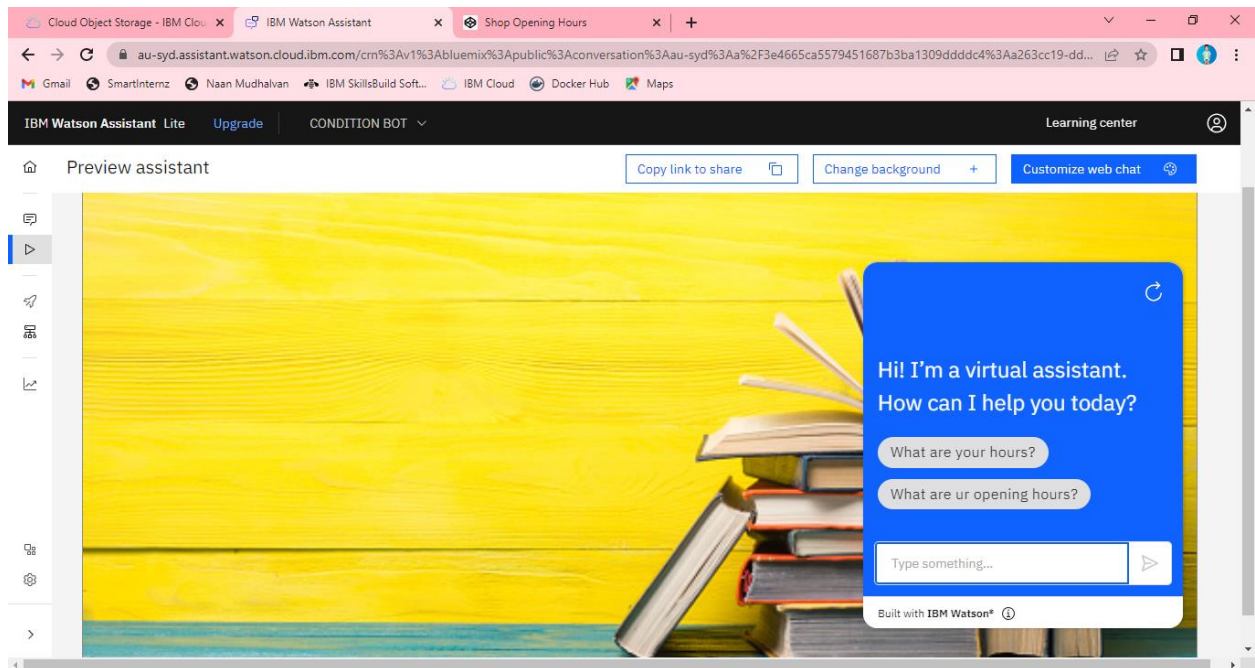 Cloud Object Storage - IBM Clou
IBM Watson Assistant
Shop Opening Hours
au-syd.assistant.watson.cloud.ibm.com/crn%3Av1%3Abluemix%3Apublic%3Aconversation%3Aau-syd%3Aa%2F3e4665ca5579451687b3ba1309ddddc4%3Aa263cc19-dd...
Gmail SmartInternz Naan Mudhalvan IBM SkillsBuild Soft... IBM Cloud Docker Hub Maps
IBM Watson Assistant Lite Upgrade CONDITION BOT Learning center
Preview assistant Copy link to share Change background + Customize web chat
Hi! I'm a virtual assistant.
How can I help you today?
What are your hours?
What are ur opening hours?
Type something...
Built with IBM Watson®